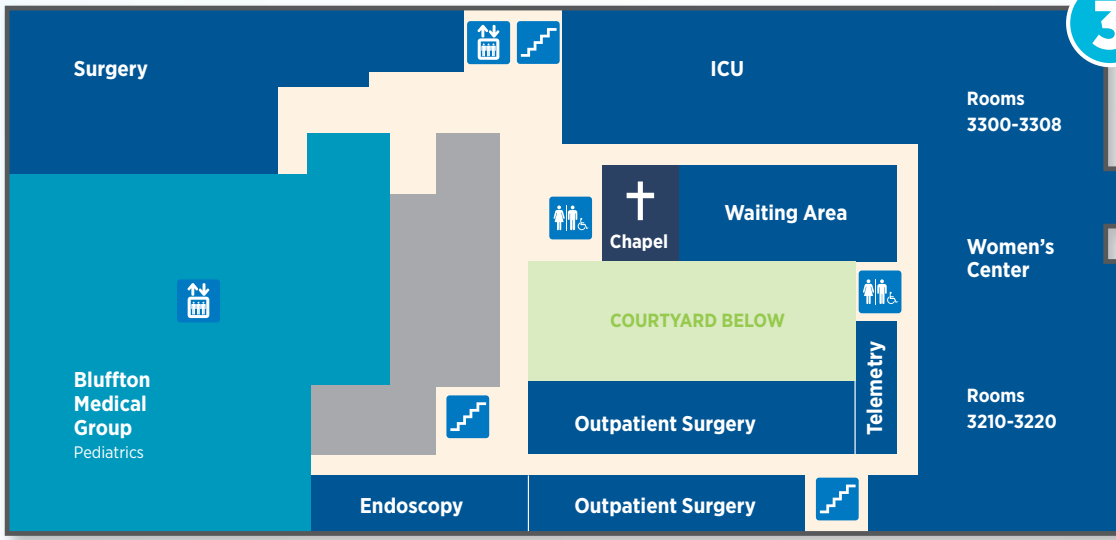 3
Surgery
ICU
Rooms
3300-3308
Chapel
Waiting Area
Women's
Center
COURTYARD BELOW
Telemetry
Bluffton
Medical
Group
Pediatrics
Rooms
3210-3220
Outpatient Surgery
Endoscopy
Outpatient Surgery